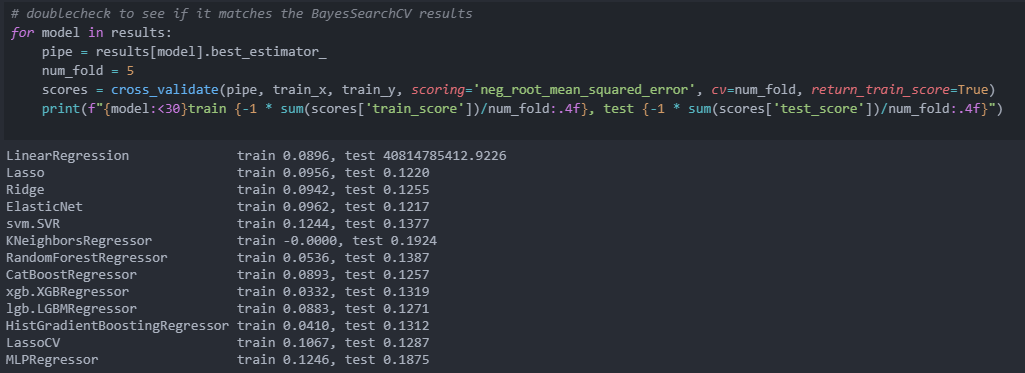 # doublecheck to see if it matches the BayesSearchCV results
for model in results:
    pipe = results[model].best_estimator_
    num_fold = 5
    scores = cross_validate(pipe, train_x, train_y, scoring='neg_root_mean_squared_error', cv=num_fold, return_train_score=True)
    print(f"{model:<30}train {-1 * sum(scores['train_score'])/num_fold:.4f}, test {-1 * sum(scores['test_score'])/num_fold:.4f}")
LinearRegression              train 0.0896, test 40814785412.9226
Lasso                         train 0.0956, test 0.1220
Ridge                         train 0.0942, test 0.1255
ElasticNet                    train 0.0962, test 0.1217
svm.SVR                       train 0.1244, test 0.1377
KNeighborsRegressor           train -0.0000, test 0.1924
RandomForestRegressor         train 0.0536, test 0.1387
CatBoostRegressor             train 0.0893, test 0.1257
xgb.XGBRegressor              train 0.0332, test 0.1319
lgb.LGBMRegressor             train 0.0883, test 0.1271
HistGradientBoostingRegressor train 0.0410, test 0.1312
LassoCV                       train 0.1067, test 0.1287
MLPRegressor                  train 0.1246, test 0.1875